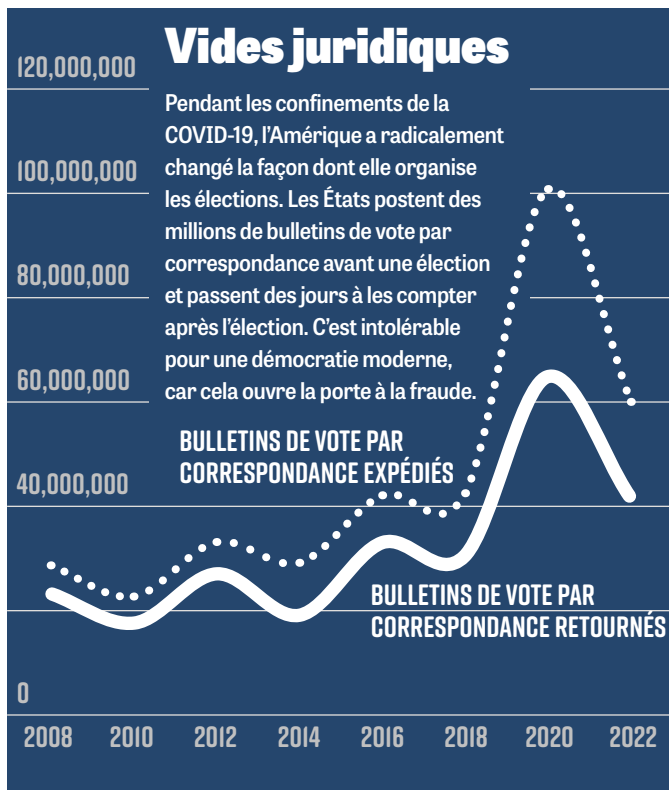 Vides juridiques
Pendant les confinements de la
COVID-19, l'Amérique a radicalement
changé la façon dont elle organise
les élections. Les États postent des
millions de bulletins de vote par
correspondance avant une élection
et passent des jours à les compter
après l'élection. C'est intolérable
pour une démocratie moderne,
car cela ouvre la porte à la fraude.
120,000,000
100,000,000
80,000,000
60,000,000
40,000,000
0
BULLETINS DE VOTE PAR
CORRESPONDANCE EXPÉDIÉS
BULLETINS DE VOTE PAR
CORRESPONDANCE RETOURNÉS
2008 2010 2012 2014 2016 2018 2020 2022